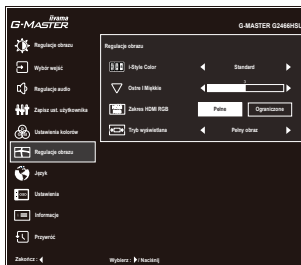 iiyama
G-MASTER
G-MASTER G2466HSU
Regulacje obrazu
Wybór wejść
Regulacje audio
Zapisz ust. użytkownika
Ustawienia kolorów
Regulacje obrazu
Język
Ustawienia
Informacje
Przywróć
Regulacje obrazu
i-Style Color
Standard
Ostre i Miękkie
3
Zakres HDMI RGB
Pełne
Ograniczone
Tryb wyświetlana
Pełny obraz
Zakończ :
Wybierz : / Naciśnij